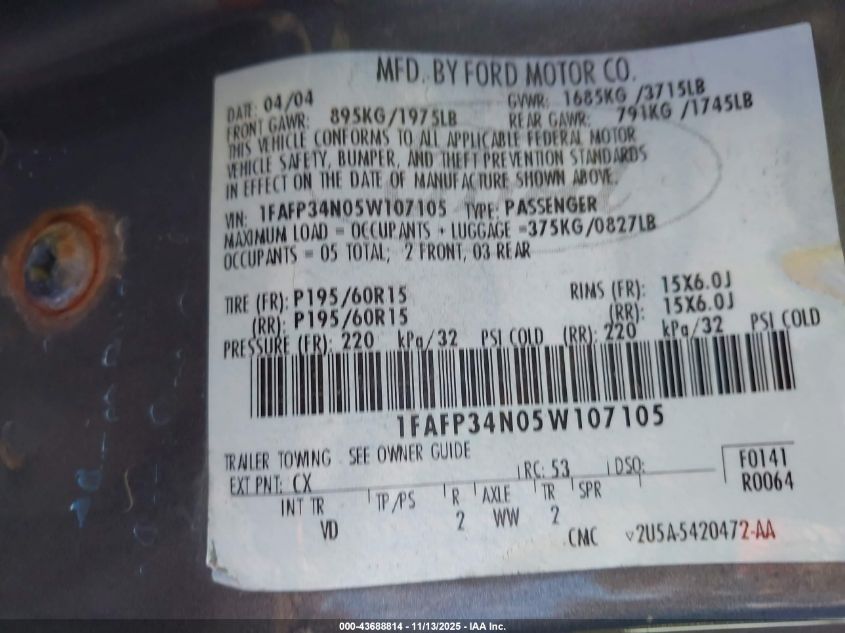 MFD. BY FORD MOTOR CO.
DATE: 04/04 GVWR: 1685KG /3715LB
FRONT GAWR: 895KG/1975LB REAR GAWR: 791KG /1745LB
THIS VEHICLE CONFORMS TO ALL APPLICABLE FEDERAL MOTOR
VEHICLE SAFETY, BUMPER, AND THEFT PREVENTION STANDARDS
IN EFFECT ON THE DATE OF MANUFACTURE SHOWN ABOVE.
VIN: 1FAFP34N05W107105 TYPE: PASSENGER
MAXIMUM LOAD = OCCUPANTS + LUGGAGE =375KG/0827LB
OCCUPANTS = 05 TOTAL; 2 FRONT, 03 REAR
TIRE (FR): P195/60R15 RIMS (FR): 15X6.0J
(RR): P195/60R15 (RR): 15X6.0J
PRESSURE (FR): 220 kPa/32 PSI COLD (RR): 220 kPa/32 PSI COLD
1FAFP34N05W107105
TRAILER TOWING SEE OWNER GUIDE
EXT PNT: CX RC: 53 DSO: F0141
R0064
INT TR TP/PS R AXLE TR SPR
VD 2 WW 2
CMC v2U5A-5420472-AA
000-43688814 - 11/13/2025 - IAA Inc.